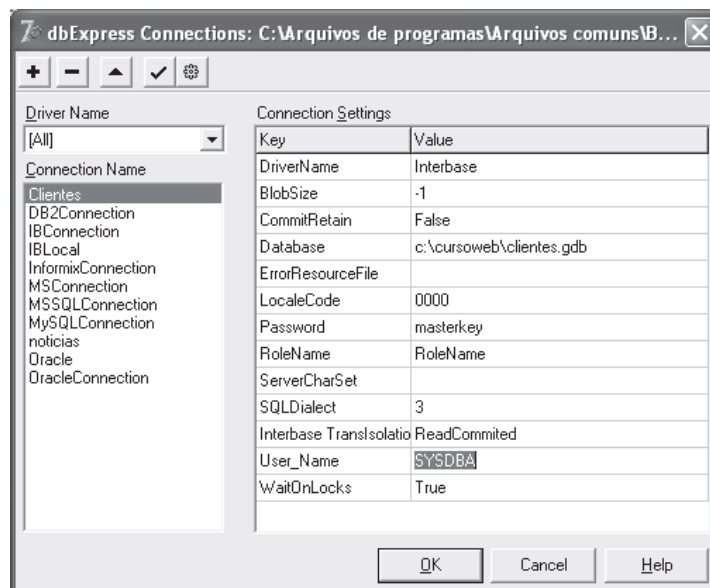 dbExpress Connections: C:\Arquivos de programas\Arquivos comuns\B...
Driver Name
[All]
Connection Name
Clientes
DB2Connection
IBConnection
IBLocal
InformixConnection
MSConnection
MSSQLConnection
MySQLConnection
noticias
Oracle
OracleConnection
Connection Settings
Key Value
DriverName Interbase
BlobSize -1
CommitRetain False
Database c:\cursoweb\clientes.gdb
ErrorResourceFile
LocaleCode 0000
Password masterkey
RoleName RoleName
ServerCharSet
SQLDialect 3
Interbase TransIsolatio ReadCommited
User_Name SYSDBA
WaitOnLocks True
OK Cancel Help